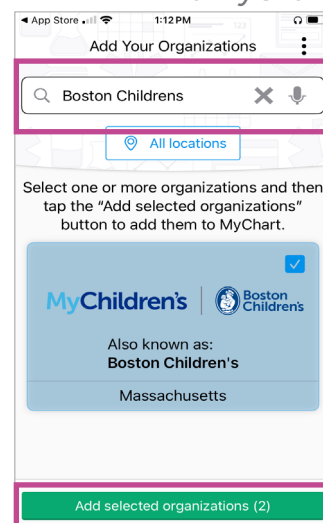 App Store
1:12 PM
Add Your Organizations
Boston Childrens
All locations
Select one or more organizations and then
tap the “Add selected organizations”
button to add them to MyChart.
MyChildren's
Boston
Children's
Also known as:
Boston Children's
Massachusetts
Add selected organizations (2)